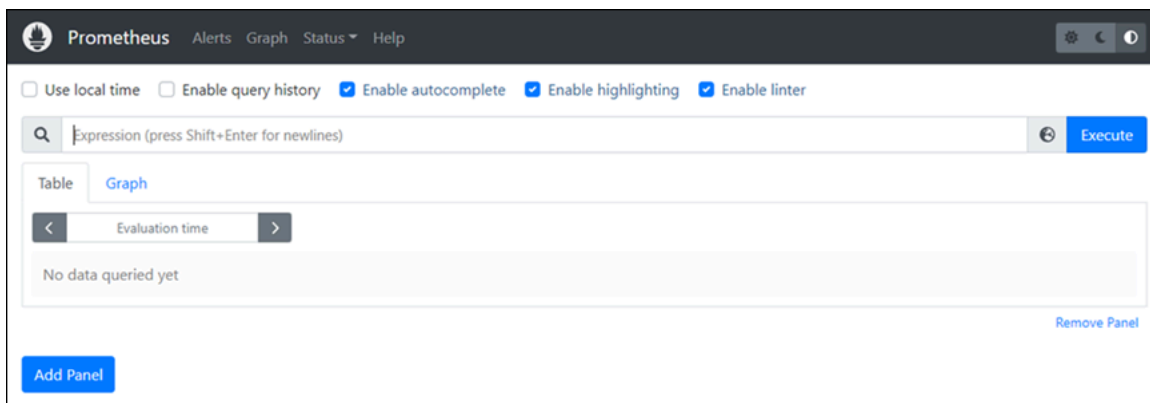 Prometheus Alerts Graph Status Help
Use local time Enable query history Enable autocomplete Enable highlighting Enable linter
Expression (press Shift+Enter for newlines) Execute
Table Graph
Evaluation time
No data queried yet
Remove Panel
Add Panel